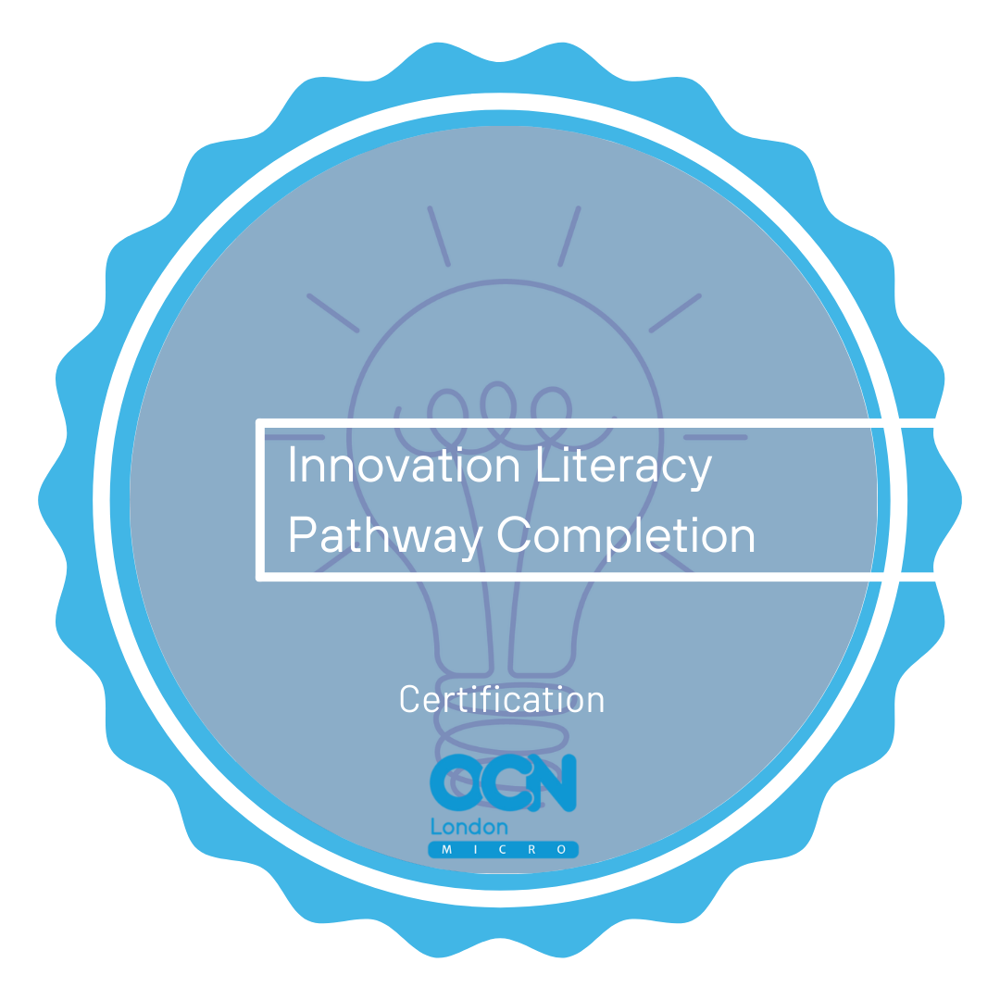 Innovation Literacy
Pathway Completion
Certification
OCN
London
MICRO